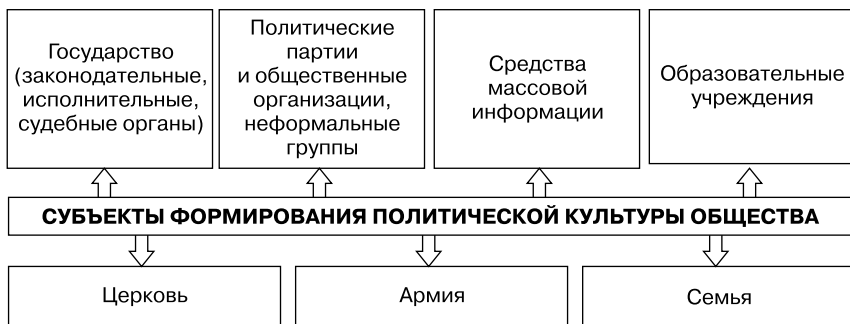 Государство
(законодательные,
исполнительные,
судебные органы)
Политические
партии
и общественные
организации,
неформальные
группы
Средства
массовой
информации
Образовательные
учреждения
СУБЪЕКТЫ ФОРМИРОВАНИЯ ПОЛИТИЧЕСКОЙ КУЛЬТУРЫ ОБЩЕСТВА
Церковь
Армия
Семья